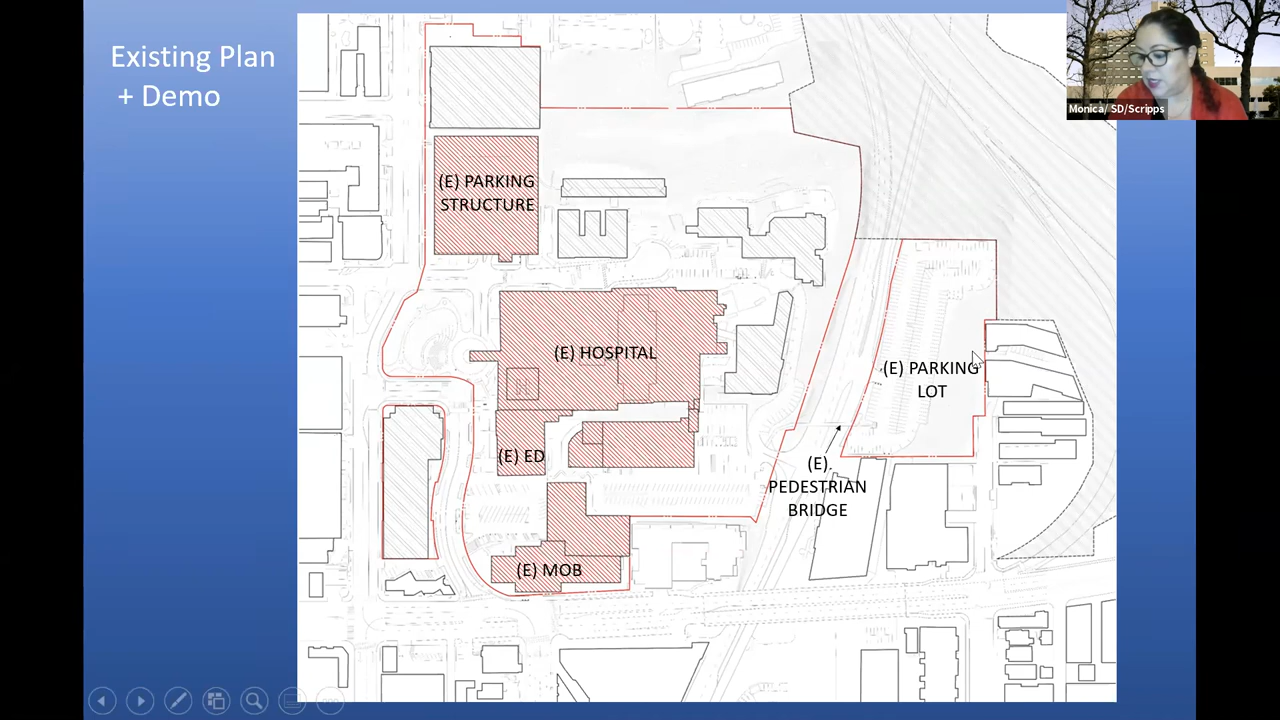 Existing Plan
+ Demo
Monica/ SD/Scripps
(E) PARKING
STRUCTURE
(E) HOSPITAL
H
(E) PARKING
LOT
(E) ED
(E).
PEDESTRIAN
BRIDGE
(E) MOB